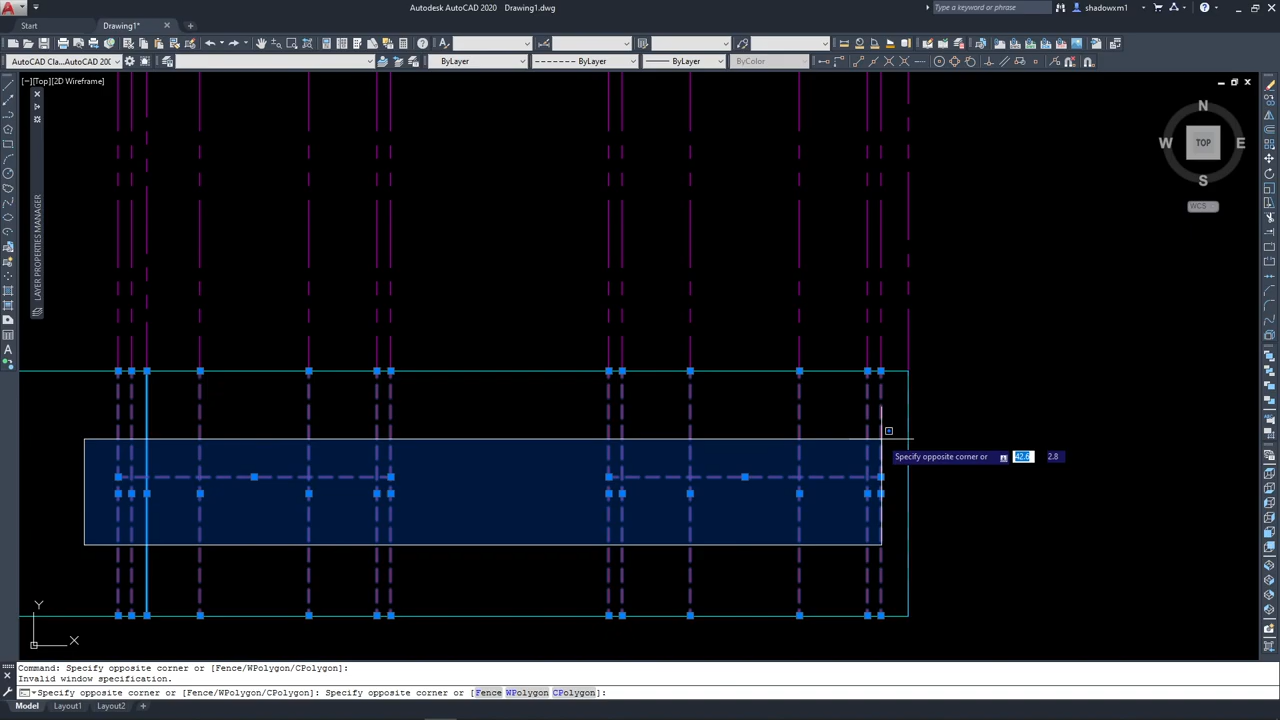 A Autodesk AutoCAD 2020 Drawing1.dwg Type a keyword or phrase shadowxm1
Start Drawing1*
AutoCAD Cla...AutoCAD 200 ByLayer ByLayer ByLayer ByColor
[-][Top][2D Wireframe]
N
W TOP E
S
WCS
LAYER PROPERTIES MANAGER
A
Specify opposite corner or 42.6 2.8
Y
X
Command: Specify opposite corner or [Fence/WPolygon/CPolygon]:
Invalid window specification.
Specify opposite corner or [Fence/WPolygon/CPolygon]: Specify opposite corner or [Fence WPolygon CPolygon]:
Model Layout1 Layout2